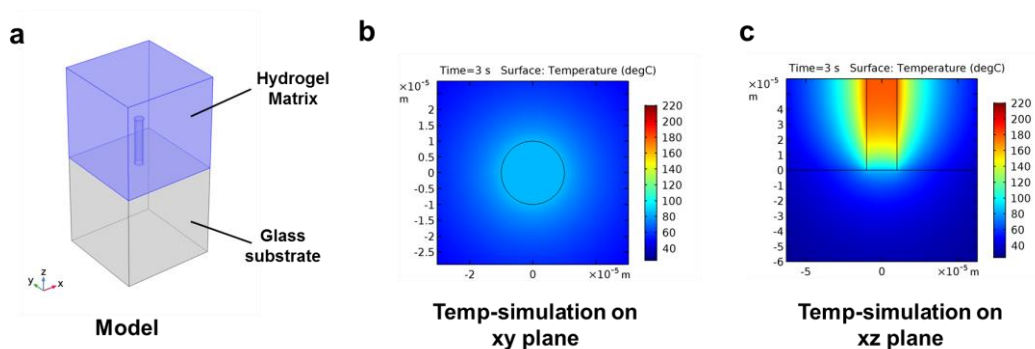 a
Hydrogel
Matrix
Glass
substrate
z
y
x
Model
b
Time=3 s Surface: Temperature (degC)
×10⁻⁵
m
2
1.5
1
0.5
0
-0.5
-1
-1.5
-2
-2.5
-2
0
×10⁻⁵ m
220
200
180
160
140
120
100
80
60
40
Temp-simulation on
xy plane
c
Time=3 s Surface: Temperature (degC)
×10⁻⁵
m
5
4
3
2
1
0
-1
-2
-3
-4
-5
-6
-5
0
5
×10⁻⁵ m
220
200
180
160
140
120
100
80
60
40
Temp-simulation on
xz plane